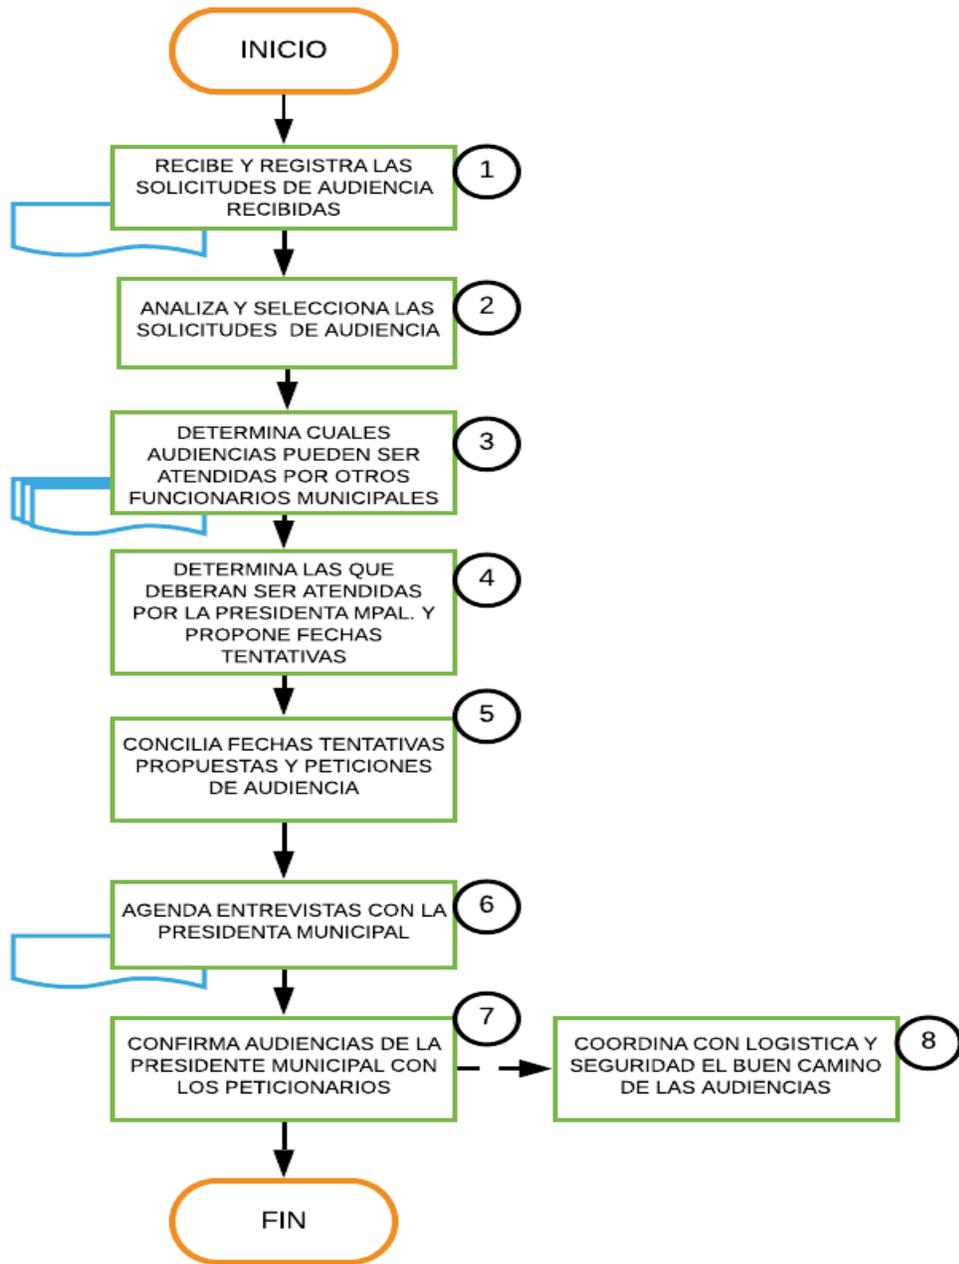 INICIO
RECIBE Y REGISTRA LAS
SOLICITUDES DE AUDIENCIA
RECIBIDAS
1
ANALIZA Y SELECCIONA LAS
SOLICITUDES DE AUDIENCIA
2
DETERMINA CUALES
AUDIENCIAS PUEDEN SER
ATENDIDAS POR OTROS
FUNCIONARIOS MUNICIPALES
3
DETERMINA LAS QUE
DEBERAN SER ATENDIDAS
POR LA PRESIDENTA MPAL. Y
PROPONE FECHAS
TENTATIVAS
4
CONCILIA FECHAS TENTATIVAS
PROPUESTAS Y PETICIONES
DE AUDIENCIA
5
AGENDA ENTREVISTAS CON LA
PRESIDENTA MUNICIPAL
6
CONFIRMA AUDIENCIAS DE LA
PRESIDENTE MUNICIPAL CON
LOS PETICIONARIOS
7
COORDINA CON LOGISTICA Y
SEGURIDAD EL BUEN CAMINO
DE LAS AUDIENCIAS
8
FIN